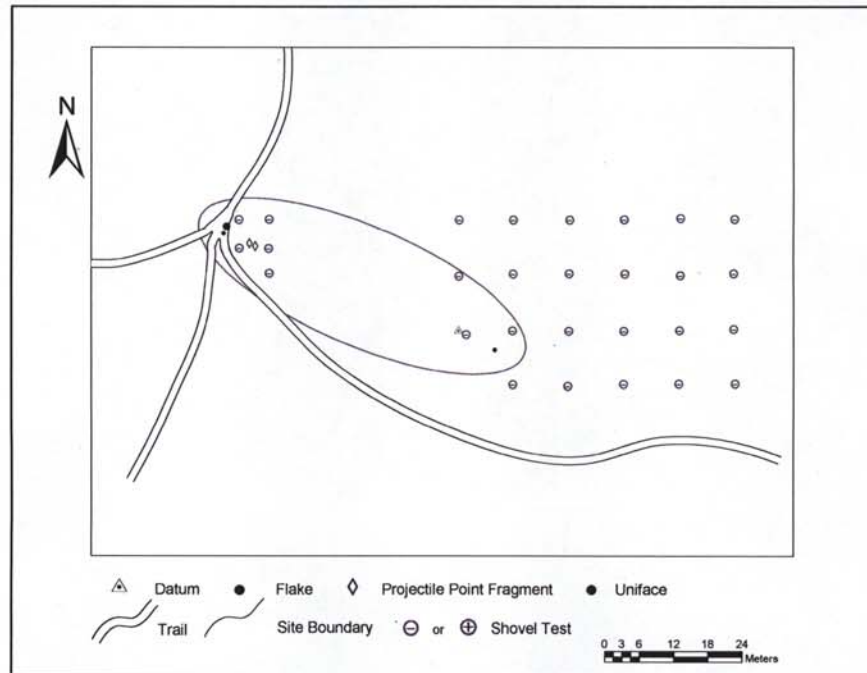 N
Datum Flake Projectile Point Fragment Uniface
Trail Site Boundary or Shovel Test
0 3 6 12 18 24
Meters